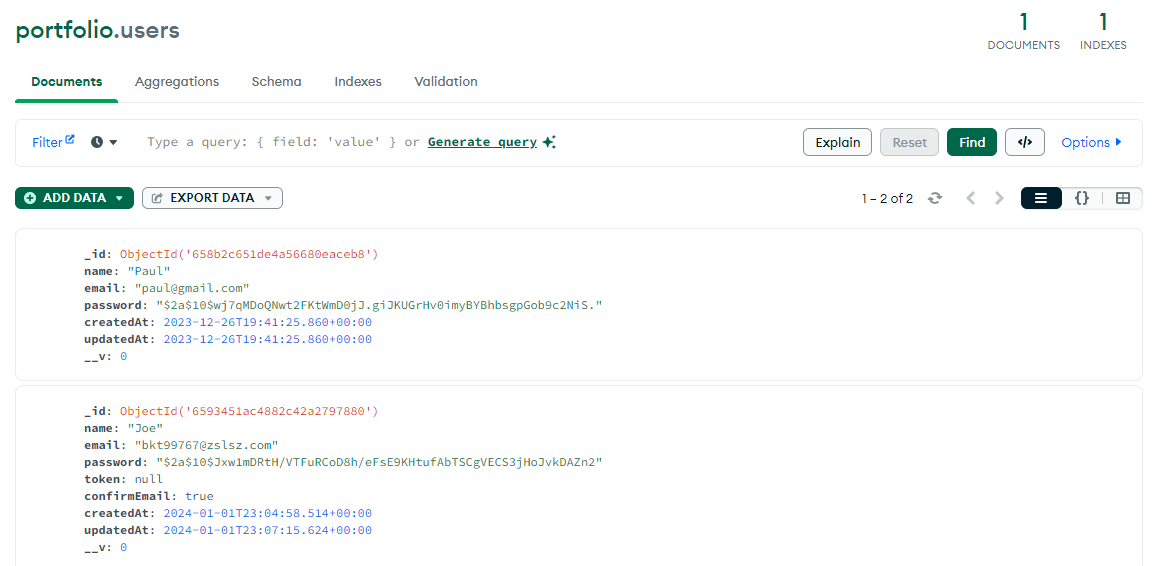 portfolio.users
1 1
DOCUMENTS INDEXES
Documents Aggregations Schema Indexes Validation
Filter Type a query: { field: 'value' } or Generate query Explain Reset Find </> Options
ADD DATA EXPORT DATA 1 – 2 of 2 {}
_id: ObjectId('658b2c651de4a56680eaceb8')
name: "Paul"
email: "paul@gmail.com"
password: "$2a$10$wj7qMDoQNwt2FKtWmD0jJ.giJKUGrHv0imyBYBhbsgpGob9c2NiS."
createdAt: 2023-12-26T19:41:25.860+00:00
updatedAt: 2023-12-26T19:41:25.860+00:00
__v: 0
_id: ObjectId('6593451ac4882c42a2797880')
name: "Joe"
email: "bkt99767@zslsz.com"
password: "$2a$10$Jxw1mDRtH/VTFuRCoD8h/eFsE9KHtufAbTSCgVECS3jHoJvkDAZn2"
token: null
confirmEmail: true
createdAt: 2024-01-01T23:04:58.514+00:00
updatedAt: 2024-01-01T23:07:15.624+00:00
__v: 0